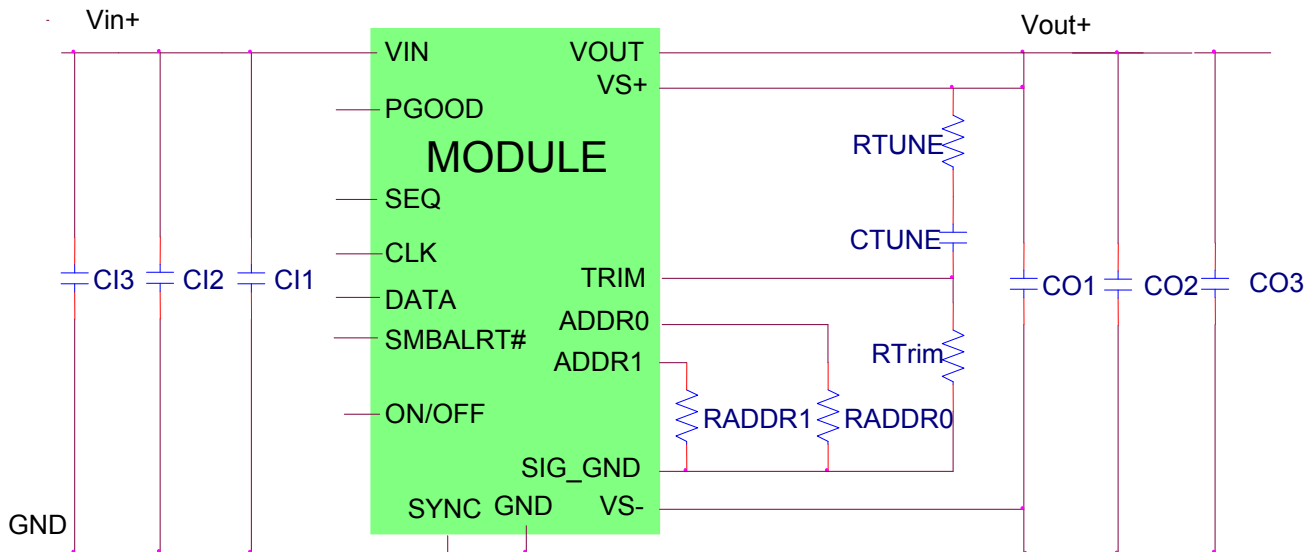 Vin+
Vout+
VIN
VOUT
VS+
PGOOD
MODULE
RTUNE
SEQ
CTUNE
CLK
TRIM
CI3
CI2
CI1
CO1
CO2
CO3
DATA
ADDR0
SMBALRT#
RTrim
ADDR1
ON/OFF
RADDR1
RADDR0
SIG_GND
SYNC
GND
VS-
GND